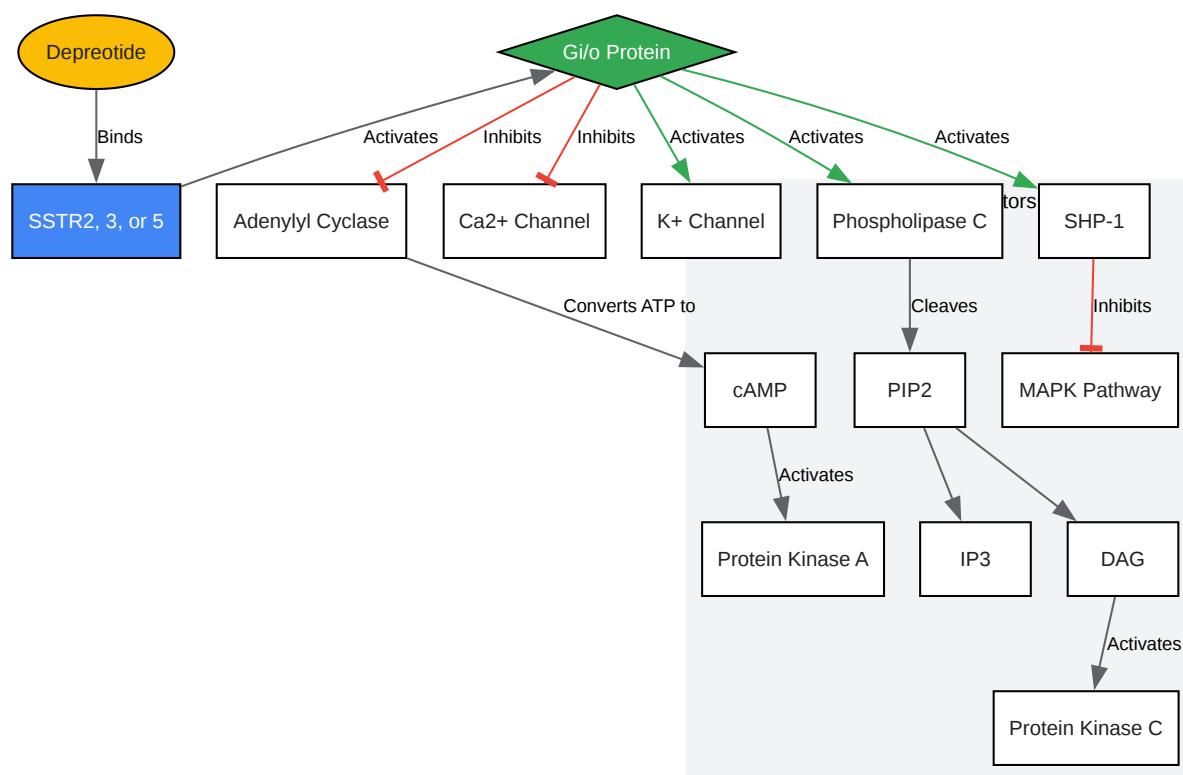 Depreotide
Gi/o Protein
Binds
Activates
Inhibits
Inhibits
Activates
Activates
Activates
SSTR2, 3, or 5
Adenylyl Cyclase
Ca2+ Channel
K+ Channel
Phospholipase C
tors
SHP-1
Converts ATP to
Cleaves
Inhibits
cAMP
PIP2
MAPK Pathway
Activates
Protein Kinase A
IP3
DAG
Activates
Protein Kinase C